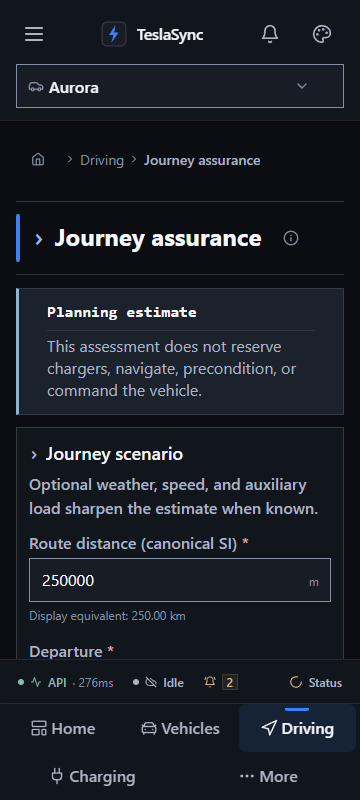 TeslaSync
Aurora
Driving
Journey assurance
Journey assurance
Planning estimate
This assessment does not reserve
chargers, navigate, precondition, or
command the vehicle.
Journey scenario
Optional weather, speed, and auxiliary
load sharpen the estimate when known.
Route distance (canonical SI) *
250000 m
Display equivalent: 250.00 km
Departure *
API · 276ms Idle 2 Status
Home Vehicles Driving
Charging More